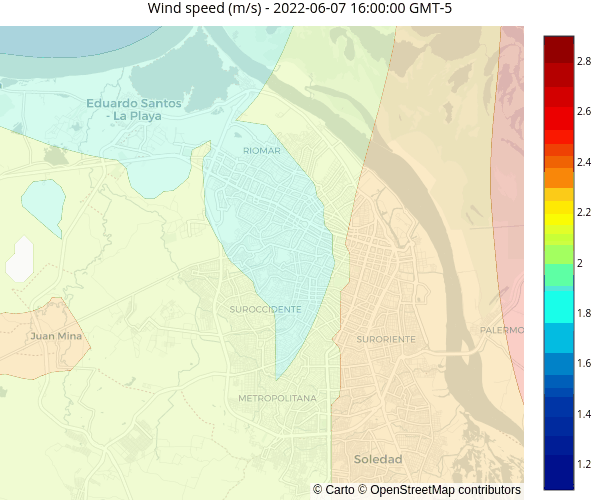 Wind speed (m/s) - 2022-06-07 16:00:00 GMT-5
2.8
2.6
2.4
2.2
2
1.8
1.6
1.4
1.2
Eduardo Santos
- La Playa
RIOMAR
SUROCCIDENTE
Juan Mina
SURORIENTE
PALERMO
METROPOLITANA
Soledad
© Carto © OpenStreetMap contributors